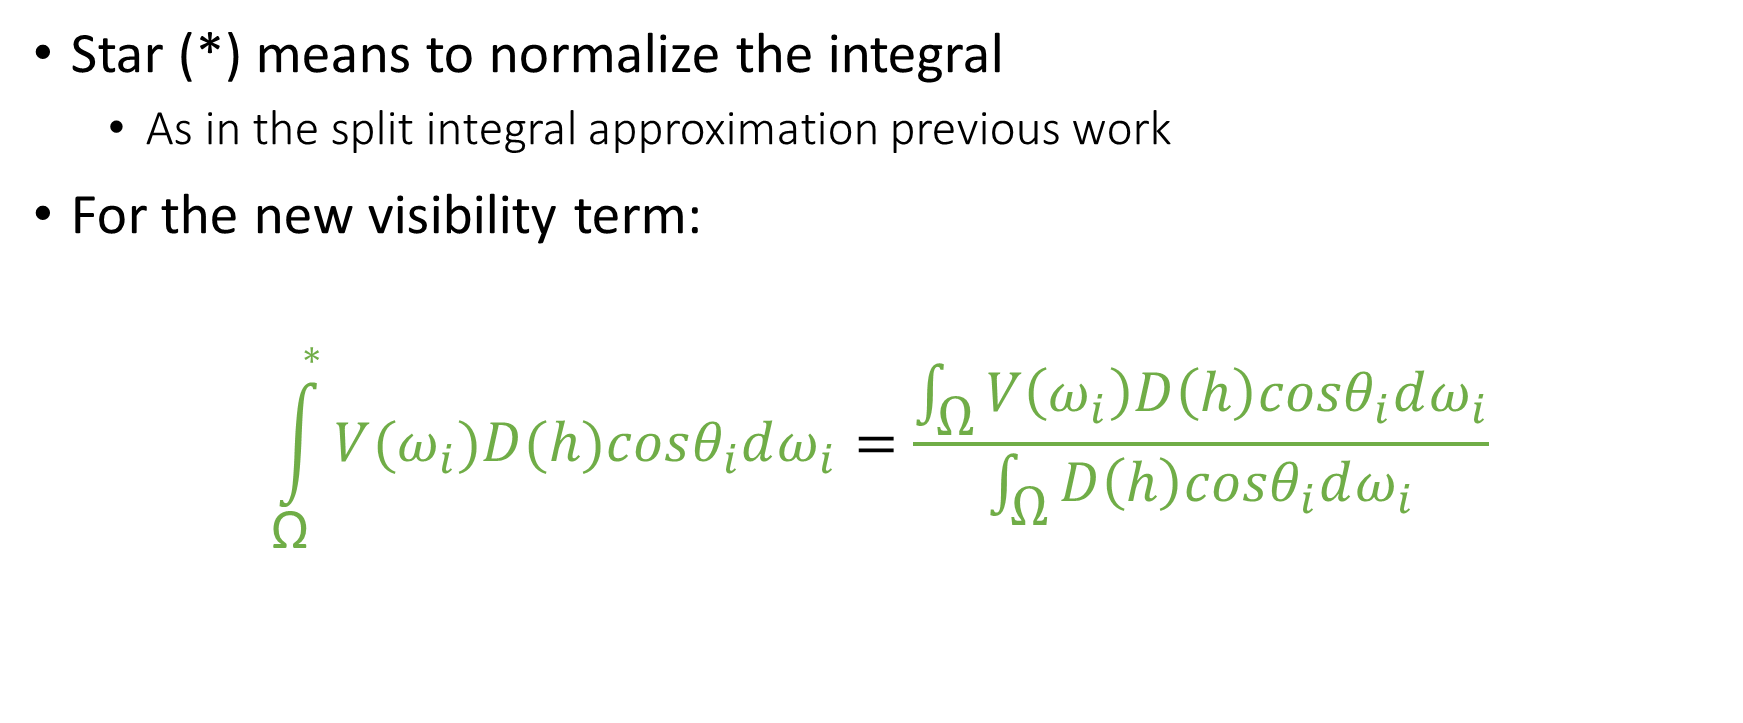 • Star (*) means to normalize the integral
• As in the split integral approximation previous work
• For the new visibility term:
∫*_Ω V(ω_i)D(h)cosθ_i dω_i = ∫_Ω V(ω_i)D(h)cosθ_i dω_i / ∫_Ω D(h)cosθ_i dω_i